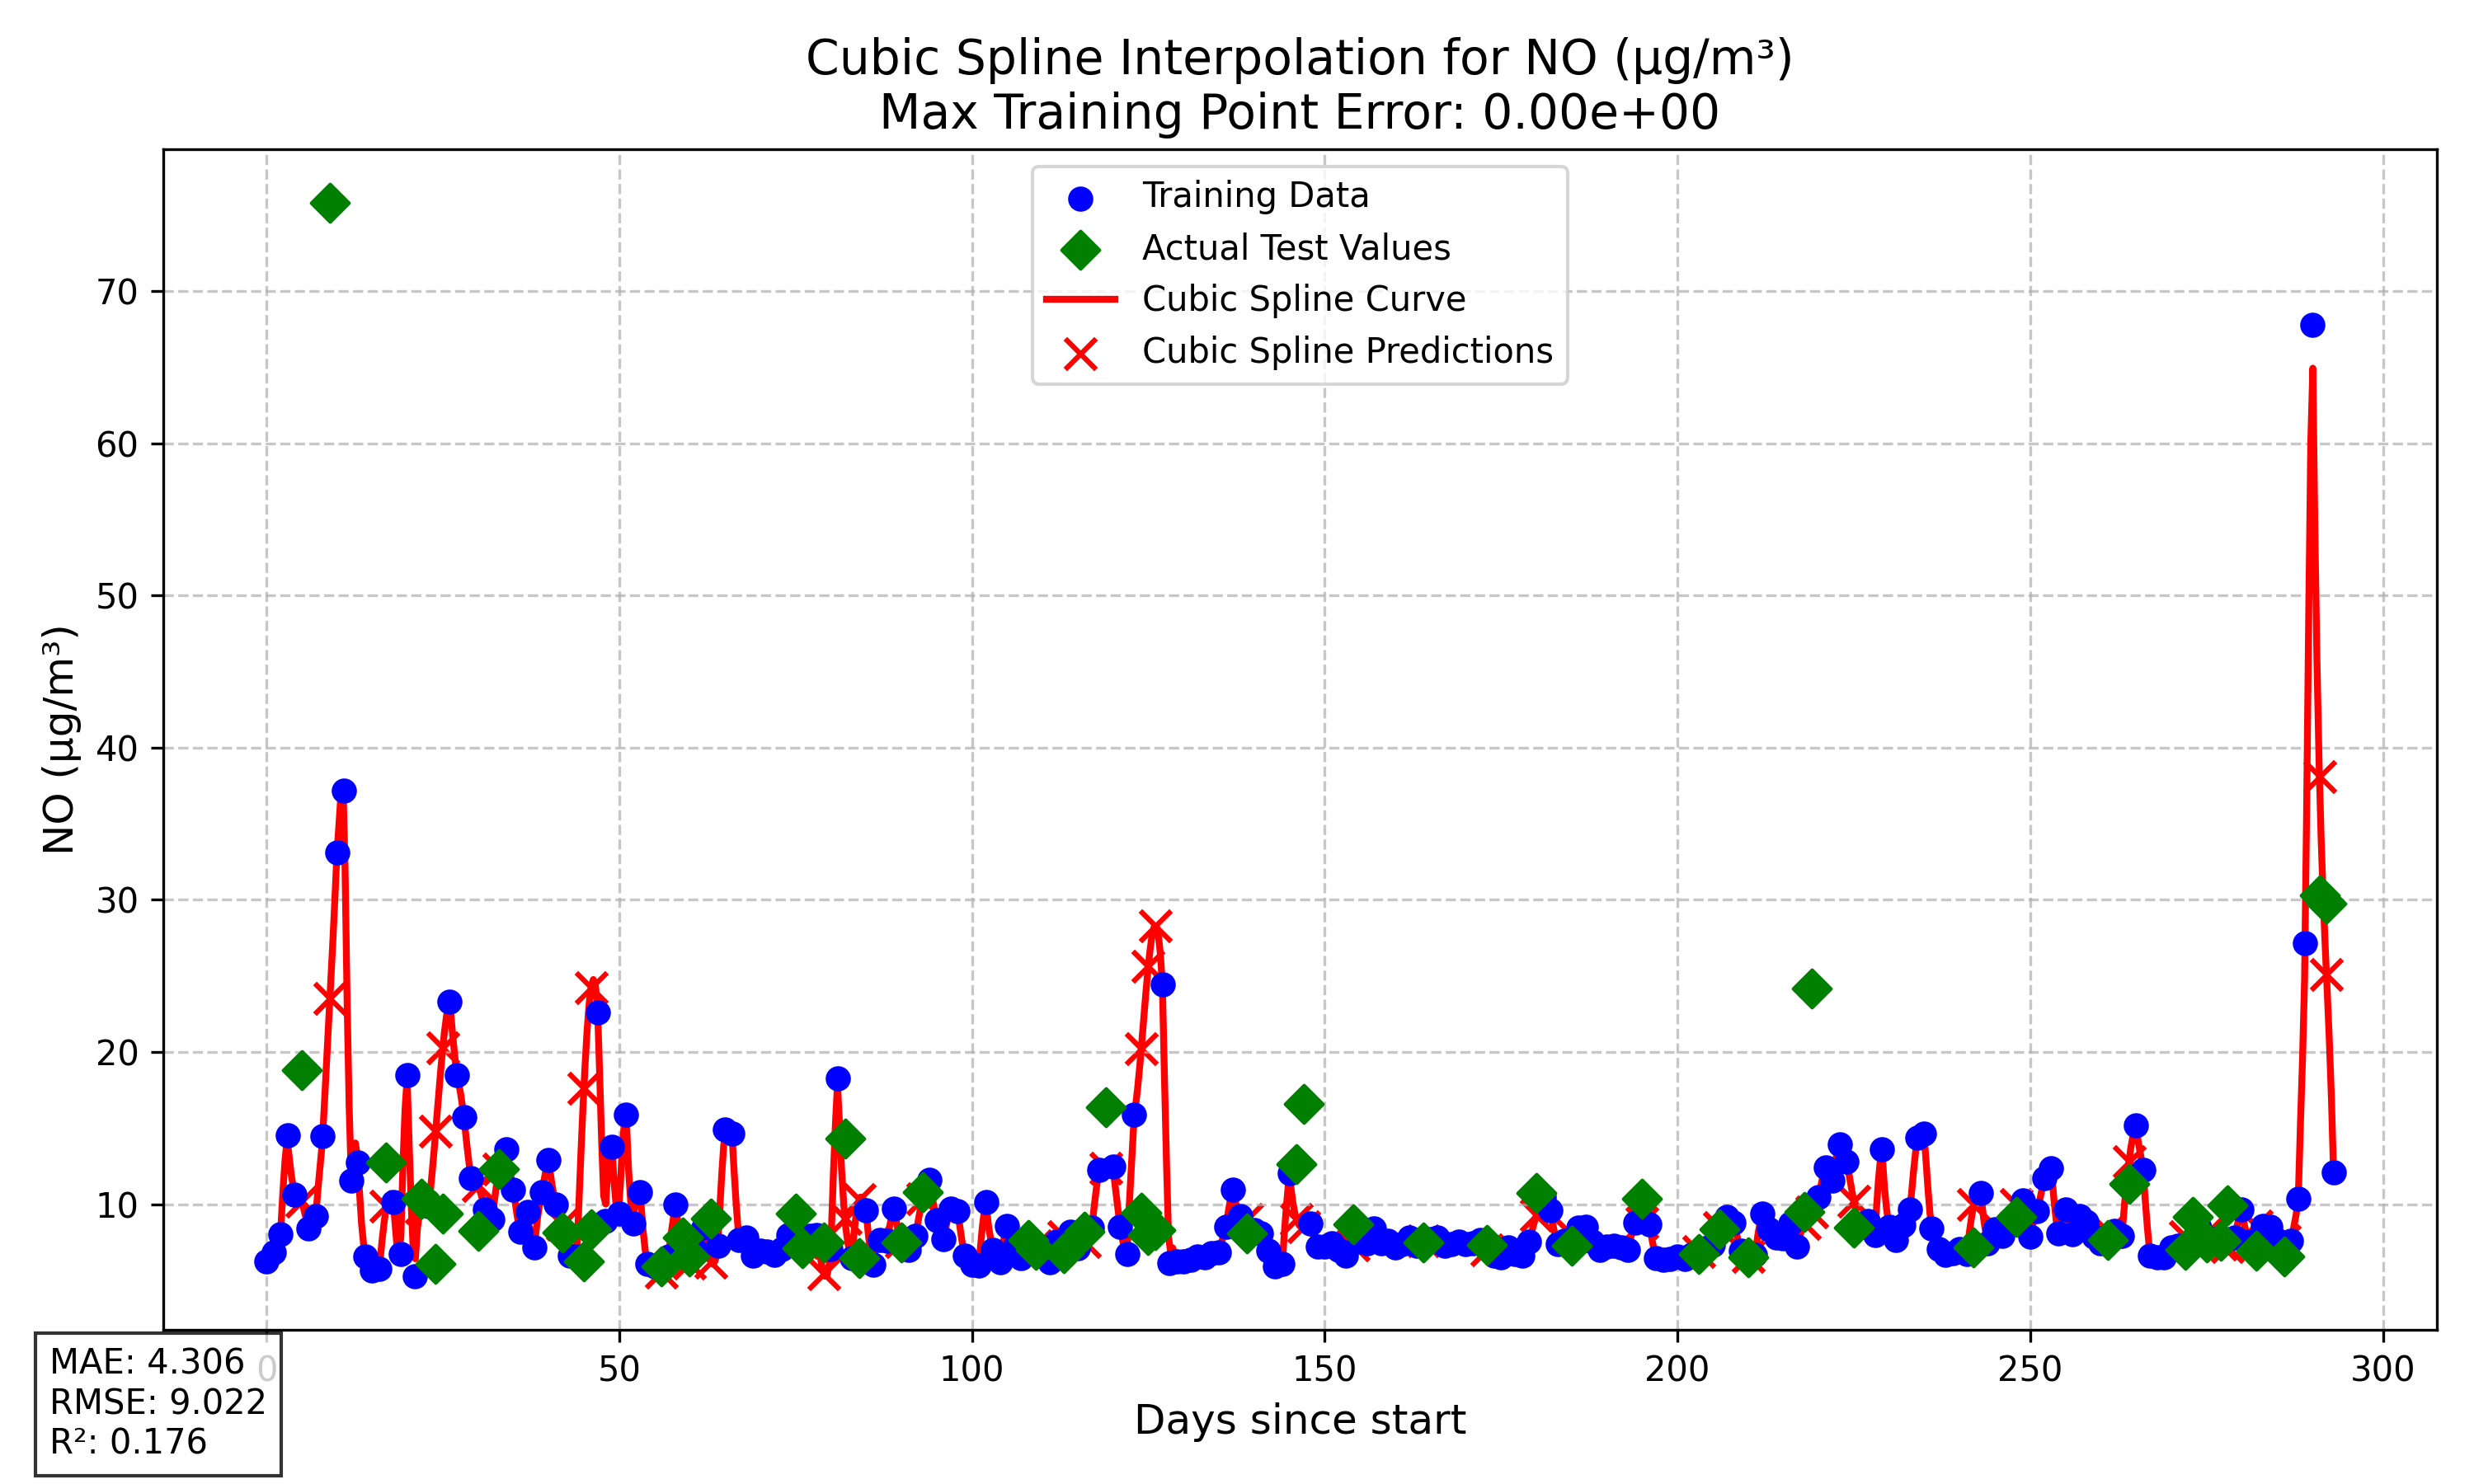 Cubic Spline Interpolation for NO (µg/m³)
Max Training Point Error: 0.00e+00
Training Data
Actual Test Values
Cubic Spline Curve
Cubic Spline Predictions
NO (µg/m³)
70
60
50
40
30
20
10
0
50
100
150
200
250
300
Days since start
MAE: 4.306
RMSE: 9.022
R²: 0.176